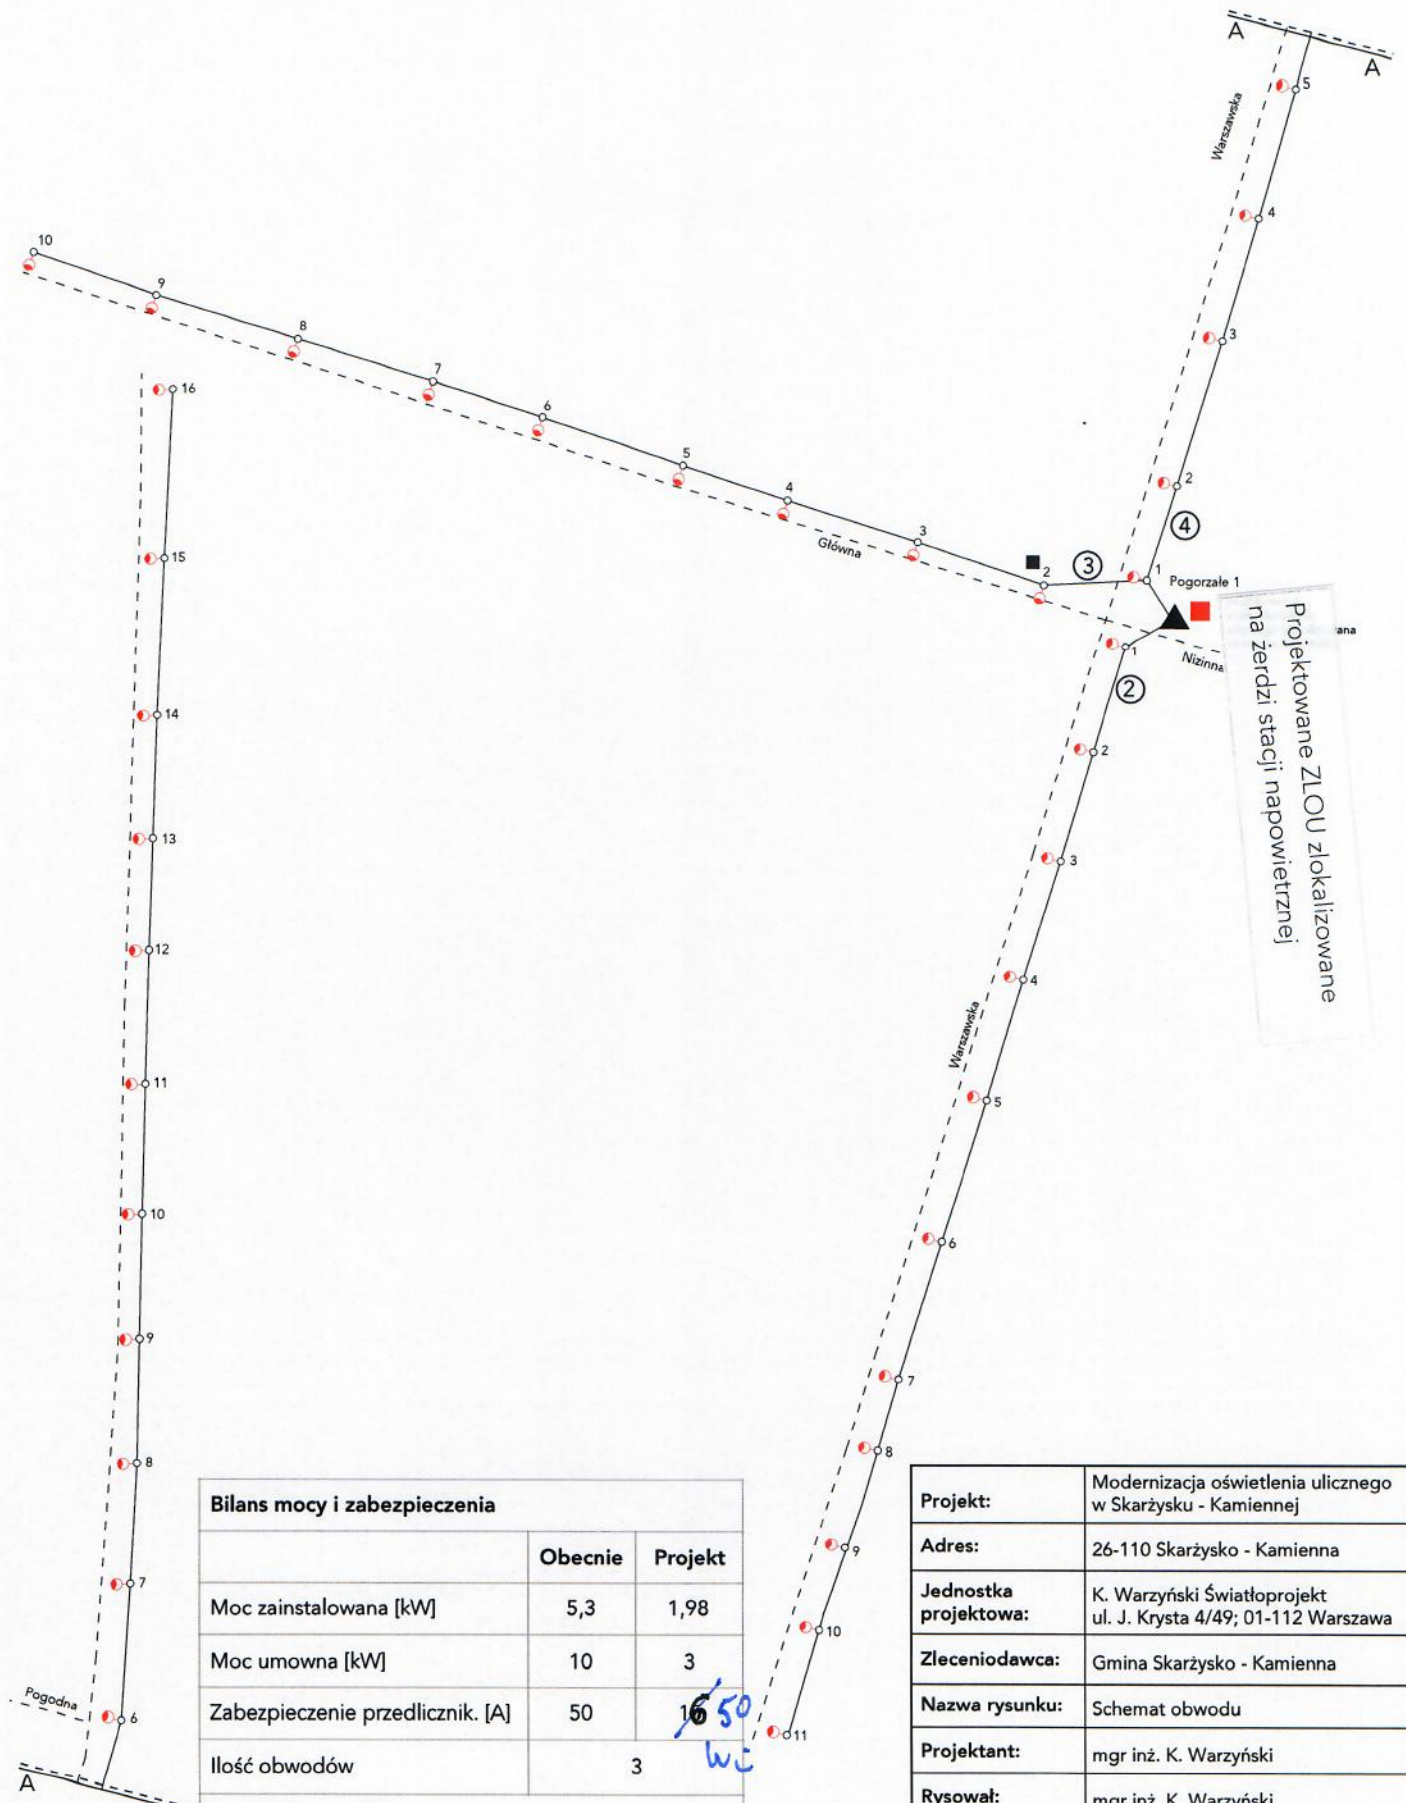 A
A
Warszawska
5
4
3
2
④
1
Pogorzałe 1
10
9
8
7
6
5
4
3
2
③
Główna
Nizinna
Projektowane ZLOU zlokalizowane
na żerdzi stacji napowietrznej
1
②
2
3
4
Warszawska
5
6
7
8
9
10
11
16
15
14
13
12
11
10
9
8
7
6
Pogodna
A
Bilans mocy i zabezpieczenia
Obecnie Projekt
Moc zainstalowana [kW] 5,3 1,98
Moc umowna [kW] 10 3
Zabezpieczenie przedlicznik. [A] 50 16 50
Ilość obwodów 3
Projekt: Modernizacja oświetlenia ulicznego
w Skarżysku - Kamiennej
Adres: 26-110 Skarżysko - Kamienna
Jednostka projektowa: K. Warzyński Światłoprojekt
ul. J. Krysta 4/49; 01-112 Warszawa
Zleceniodawca: Gmina Skarżysko - Kamienna
Nazwa rysunku: Schemat obwodu
Projektant: mgr inż. K. Warzyński
Rysował: mgr inż. K. Warzyński